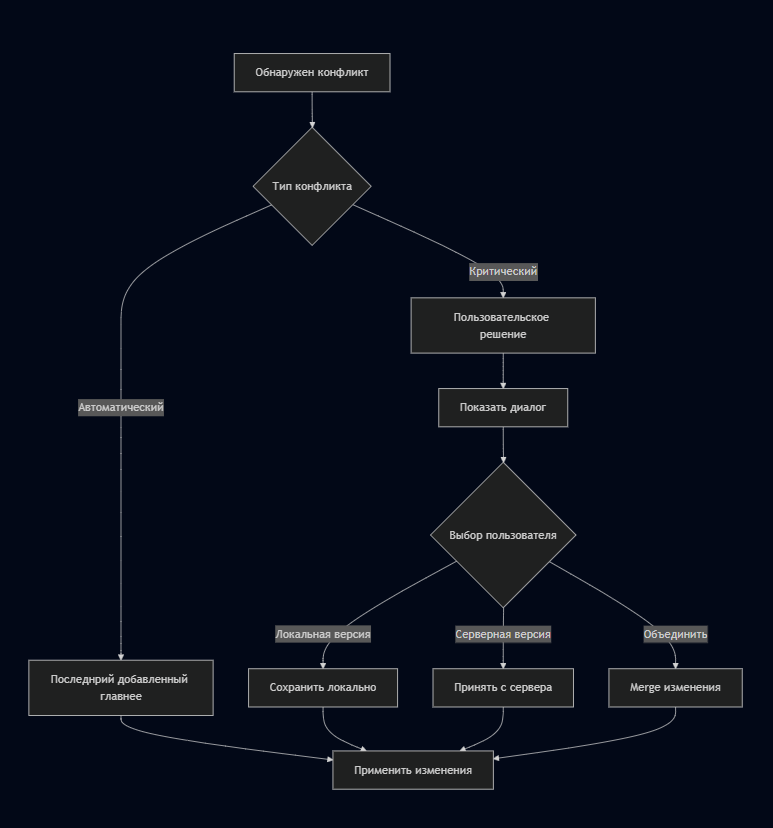 Обнаружен конфликт
Тип конфликта
Критический
Пользовательское
решение
Показать диалог
Автоматический
Выбор пользователя
Локальная версия
Серверная версия
Объединить
Последнрий добавленный
главнее
Сохранить локально
Принять с сервера
Merge изменения
Применить изменения